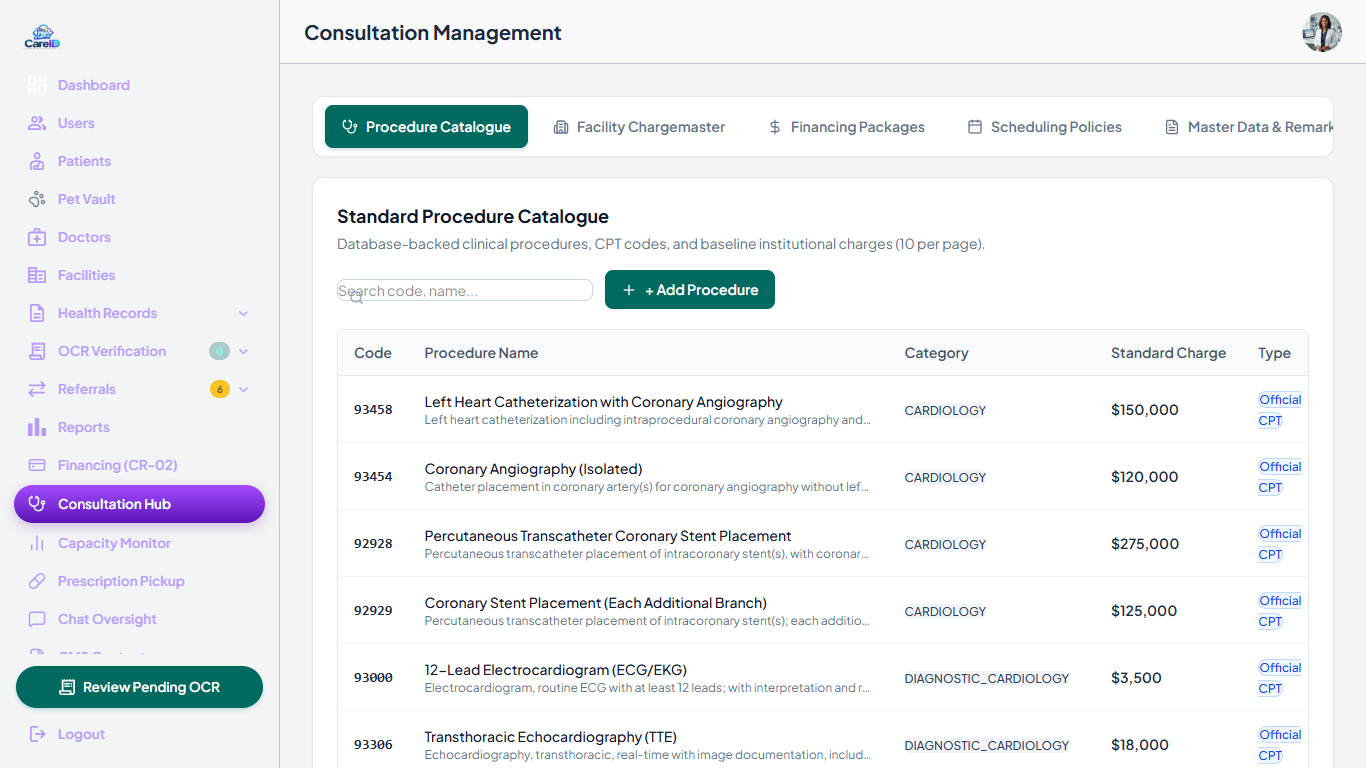 CareID
Consultation Management
Dashboard
Users
Patients
Pet Vault
Doctors
Facilities
Health Records
OCR Verification 0
Referrals 6
Reports
Financing (CR-02)
Consultation Hub
Capacity Monitor
Prescription Pickup
Chat Oversight
Review Pending OCR
Logout
Procedure Catalogue
Facility Chargemaster
Financing Packages
Scheduling Policies
Master Data & Remark
Standard Procedure Catalogue
Database-backed clinical procedures, CPT codes, and baseline institutional charges (10 per page).
Search code, name...
+ Add Procedure
Code Procedure Name Category Standard Charge Type
93458 Left Heart Catheterization with Coronary Angiography CARDIOLOGY $150,000 Official CPT
Left heart catheterization including intraprocedural coronary angiography and...
93454 Coronary Angiography (Isolated) CARDIOLOGY $120,000 Official CPT
Catheter placement in coronary artery(s) for coronary angiography without lef...
92928 Percutaneous Transcatheter Coronary Stent Placement CARDIOLOGY $275,000 Official CPT
Percutaneous transcatheter placement of intracoronary stent(s), with coronar...
92929 Coronary Stent Placement (Each Additional Branch) CARDIOLOGY $125,000 Official CPT
Percutaneous transcatheter placement of intracoronary stent(s); each additio...
93000 12-Lead Electrocardiogram (ECG/EKG) DIAGNOSTIC_CARDIOLOGY $3,500 Official CPT
Electrocardiogram, routine ECG with at least 12 leads; with interpretation and r...
93306 Transthoracic Echocardiography (TTE) DIAGNOSTIC_CARDIOLOGY $18,000 Official CPT
Echocardiography, transthoracic, real-time with image documentation, includ...